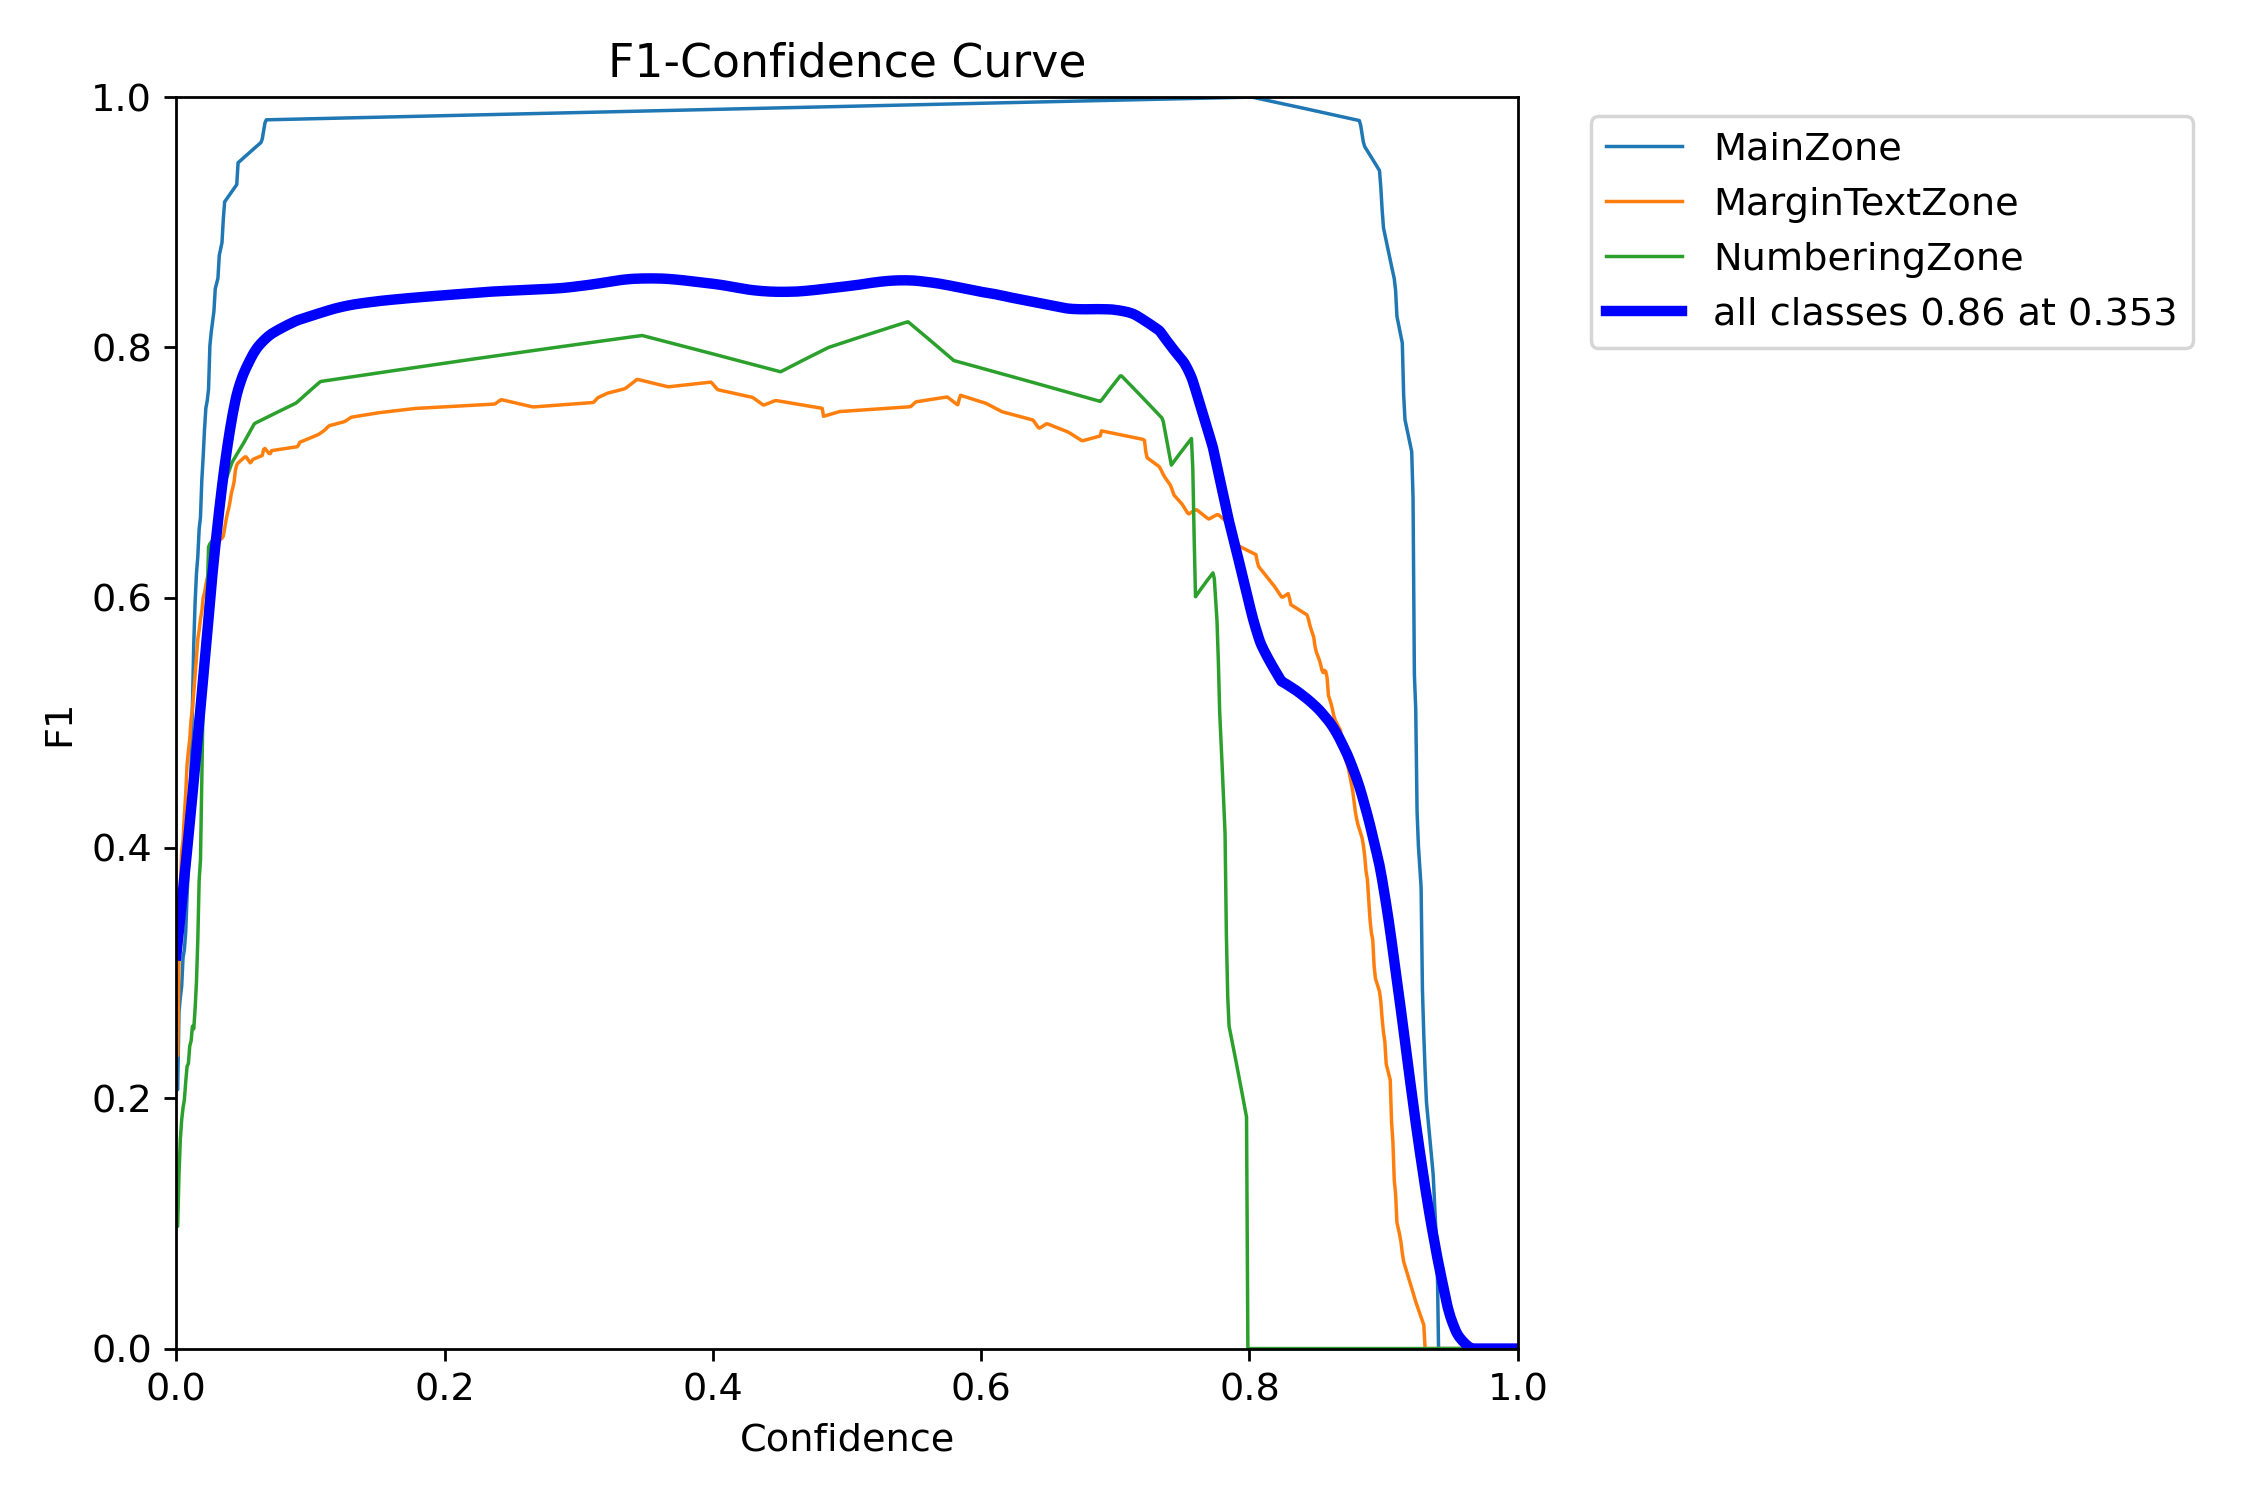 F1-Confidence Curve
1.0
0.8
0.6
0.4
0.2
0.0
F1
0.0 0.2 0.4 0.6 0.8 1.0
Confidence
MainZone
MarginTextZone
NumberingZone
all classes 0.86 at 0.353